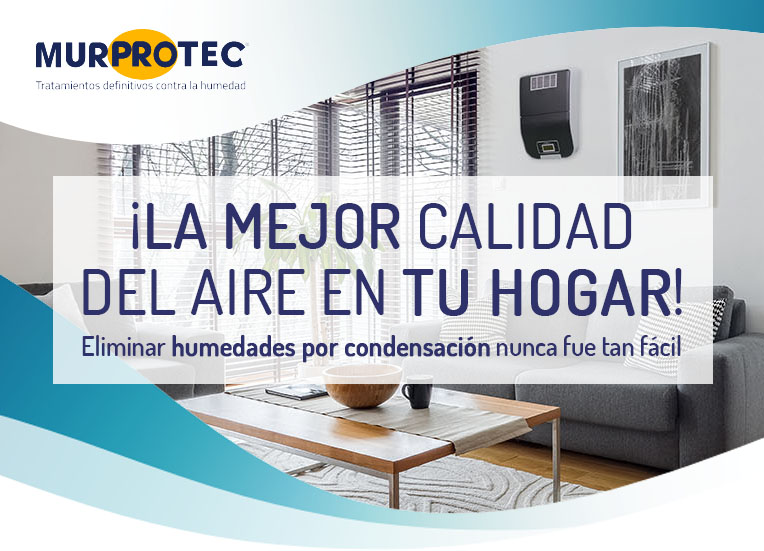 MURPROTEC
Tratamientos definitivos contra la humedad
¡LA MEJOR CALIDAD
DEL AIRE EN TU HOGAR!
Eliminar humedades por condensación nunca fue tan fácil